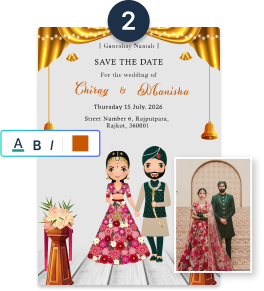 2
| Ganeshay Namah |
SAVE THE DATE
For the wedding of
Chirag & Manisha
Thursday 15 July, 2026
Street Number 6, Rajputpara,
Rajkot, 360001
A B I